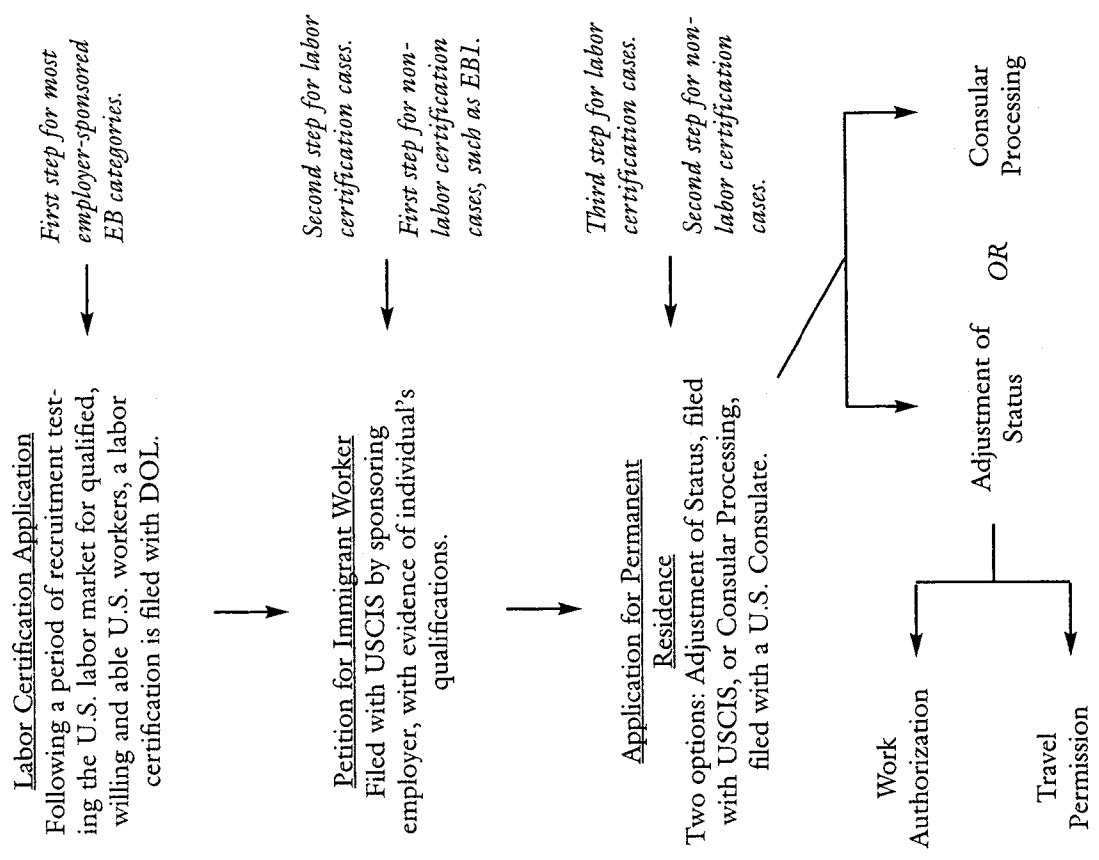 Labor Certification Application
Following a period of recruitment test-
ing the U.S. labor market for qualified,
willing and able U.S. workers, a labor
certification is filed with DOL.
First step for most
employer-sponsored
EB categories.
Petition for Immigrant Worker
Filed with USCIS by sponsoring
employer, with evidence of individual's
qualifications.
Second step for labor
certification cases.
First step for non-
labor certification
cases, such as EB1.
Application for Permanent
Residence
Two options: Adjustment of Status, filed
with USCIS, or Consular Processing,
filed with a U.S. Consulate.
Third step for labor
certification cases.
Second step for non-
labor certification
cases.
Adjustment of
Status
OR
Consular
Processing
Work
Authorization
Travel
Permission